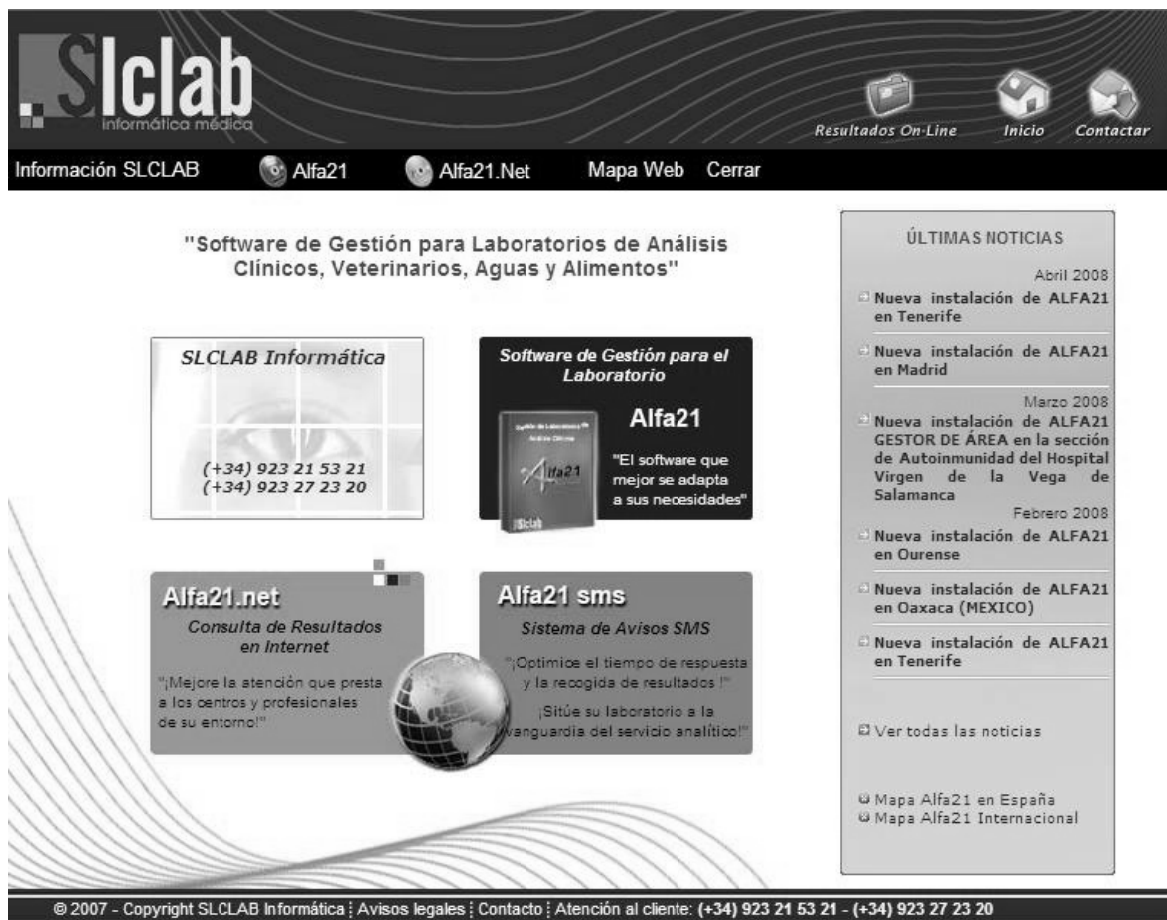 Slclab
informática médica
Resultados On-Line
Inicio
Contactar
Información SLCLAB
Alfa21
Alfa21.Net
Mapa Web
Cerrar
"Software de Gestión para Laboratorios de Análisis
Clínicos, Veterinarios, Aguas y Alimentos"
SLCLAB Informática
(+34) 923 21 53 21
(+34) 923 27 23 20
Software de Gestión para el
Laboratorio
Alfa21
"El software que
mejor se adapta
a sus necesidades"
Gestión de Laboratorios de
Análisis Clínicos
Alfa21
Slclab
Alfa21.net
Consulta de Resultados
en Internet
"¡Mejore la atención que presta
a los centros y profesionales
de su entorno!"
Alfa21 sms
Sistema de Avisos SMS
"¡Optimice el tiempo de respuesta
y la recogida de resultados !"
¡Sitúe su laboratorio a la
vanguardia del servicio analítico!"
ÚLTIMAS NOTICIAS
Abril 2008
Nueva instalación de ALFA21
en Tenerife
Nueva instalación de ALFA21
en Madrid
Marzo 2008
Nueva instalación de ALFA21
GESTOR DE ÁREA en la sección
de Autoinmunidad del Hospital
Virgen de la Vega de
Salamanca
Febrero 2008
Nueva instalación de ALFA21
en Ourense
Nueva instalación de ALFA21
en Oaxaca (MEXICO)
Nueva instalación de ALFA21
en Tenerife
Ver todas las noticias
Mapa Alfa21 en España
Mapa Alfa21 Internacional
© 2007 - Copyright SLCLAB Informática ¦ Avisos legales ¦ Contacto ¦ Atención al cliente: (+34) 923 21 53 21 - (+34) 923 27 23 20